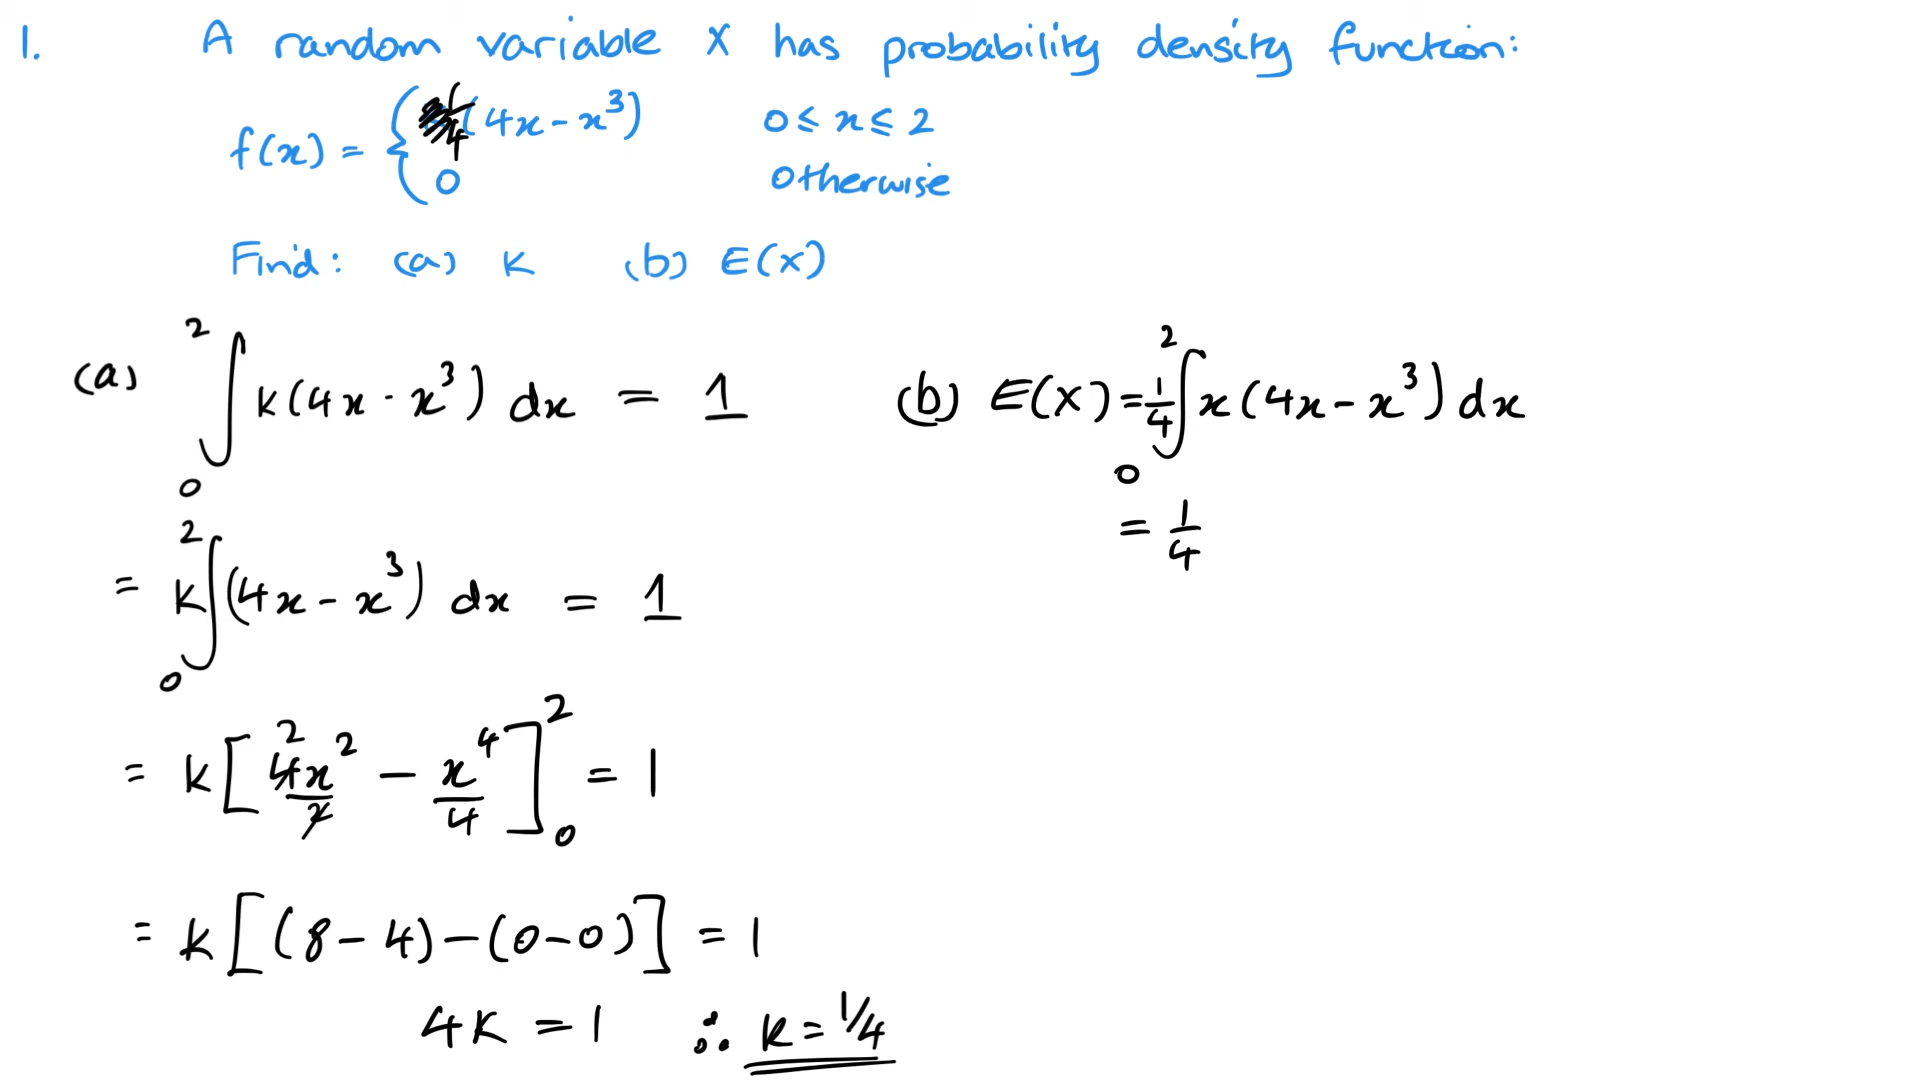 1. A random variable X has probability density function:
f(x) = { 1/4 (4x - x³) 0 ≤ x ≤ 2
0 Otherwise
Find: (a) K (b) E(X)
(a) ∫₀² k(4x - x³) dx = 1
= k∫₀² (4x - x³) dx = 1
= k[4x²/2 - x⁴/4]₀² = 1
= k[(8-4)-(0-0)] = 1
4K = 1 ∴ k = 1/4
(b) E(X) = 1/4 ∫₀² x(4x - x³) dx
= 1/4